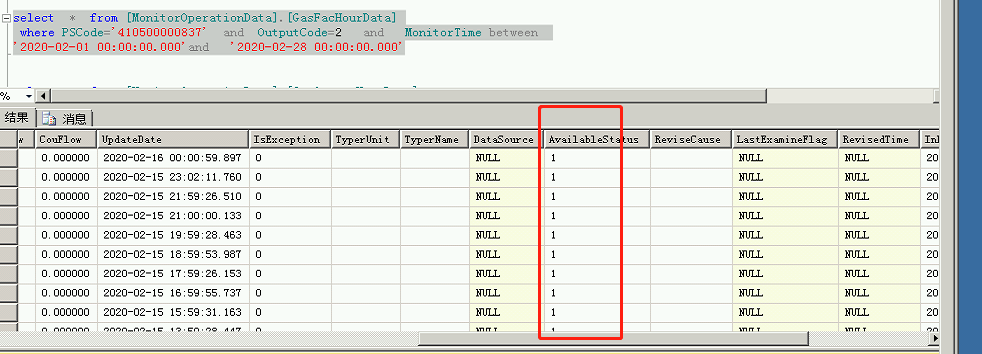 select * from [MonitorOperationData].[GasFacHourData]
where PSCode='410500000837' and OutputCode=2 and MonitorTime between
'2020-02-01 00:00:00.000'and '2020-02-28 00:00:00.000'
%
结果 消息
w ConFlow UpdateDate IsException TyperUnit TyperName DataSource AvailableStatus ReviseCause LastExamineFlag RevisedTime
0.000000 2020-02-16 00:00:59.897 0 NULL 1 NULL NULL 20
0.000000 2020-02-15 23:02:11.760 0 NULL 1 NULL NULL 20
0.000000 2020-02-15 21:59:26.510 0 NULL 1 NULL NULL 20
0.000000 2020-02-15 21:00:00.133 0 NULL 1 NULL NULL 20
0.000000 2020-02-15 19:59:28.463 0 NULL 1 NULL NULL 20
0.000000 2020-02-15 18:59:53.987 0 NULL 1 NULL NULL 20
0.000000 2020-02-15 17:59:26.153 0 NULL 1 NULL NULL 20
0.000000 2020-02-15 16:59:55.737 0 NULL 1 NULL NULL 20
0.000000 2020-02-15 15:59:31.163 0 NULL 1 NULL NULL 20
0.000000 0 NULL 1 NULL NULL 20